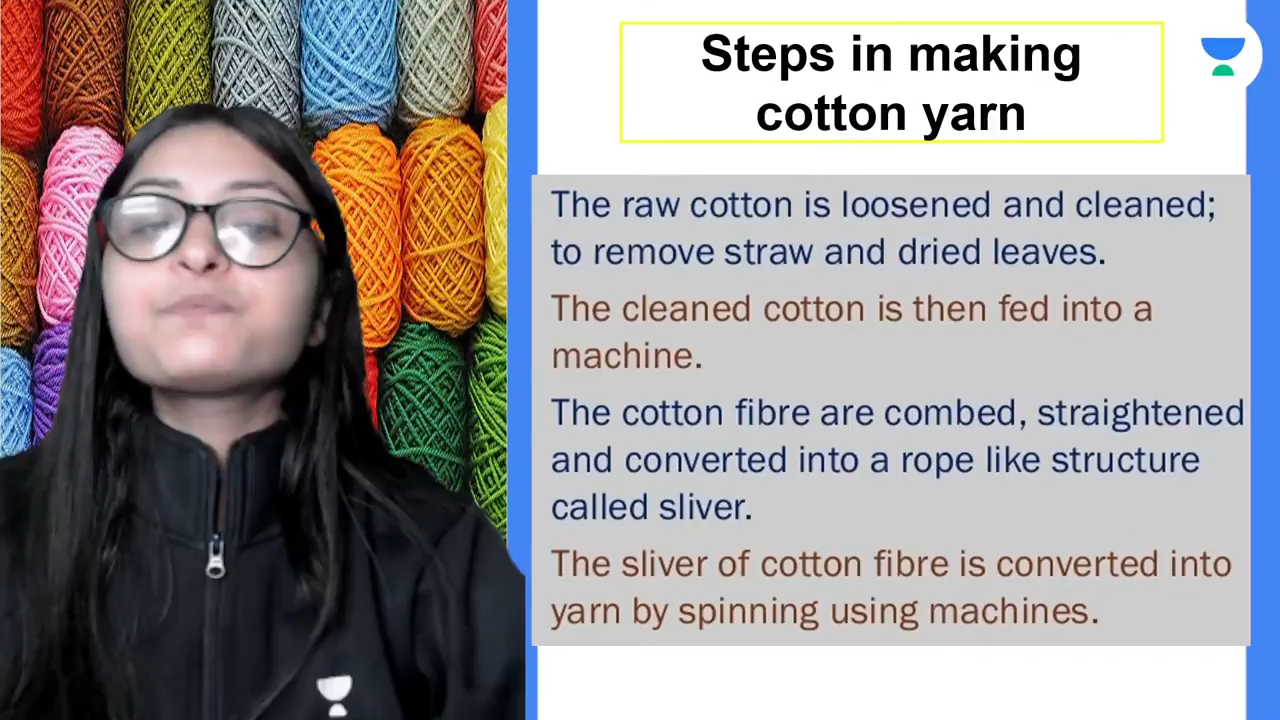 Steps in making
cotton yarn
The raw cotton is loosened and cleaned;
to remove straw and dried leaves.
The cleaned cotton is then fed into a
machine.
The cotton fibre are combed, straightened
and converted into a rope like structure
called sliver.
The sliver of cotton fibre is converted into
yarn by spinning using machines.